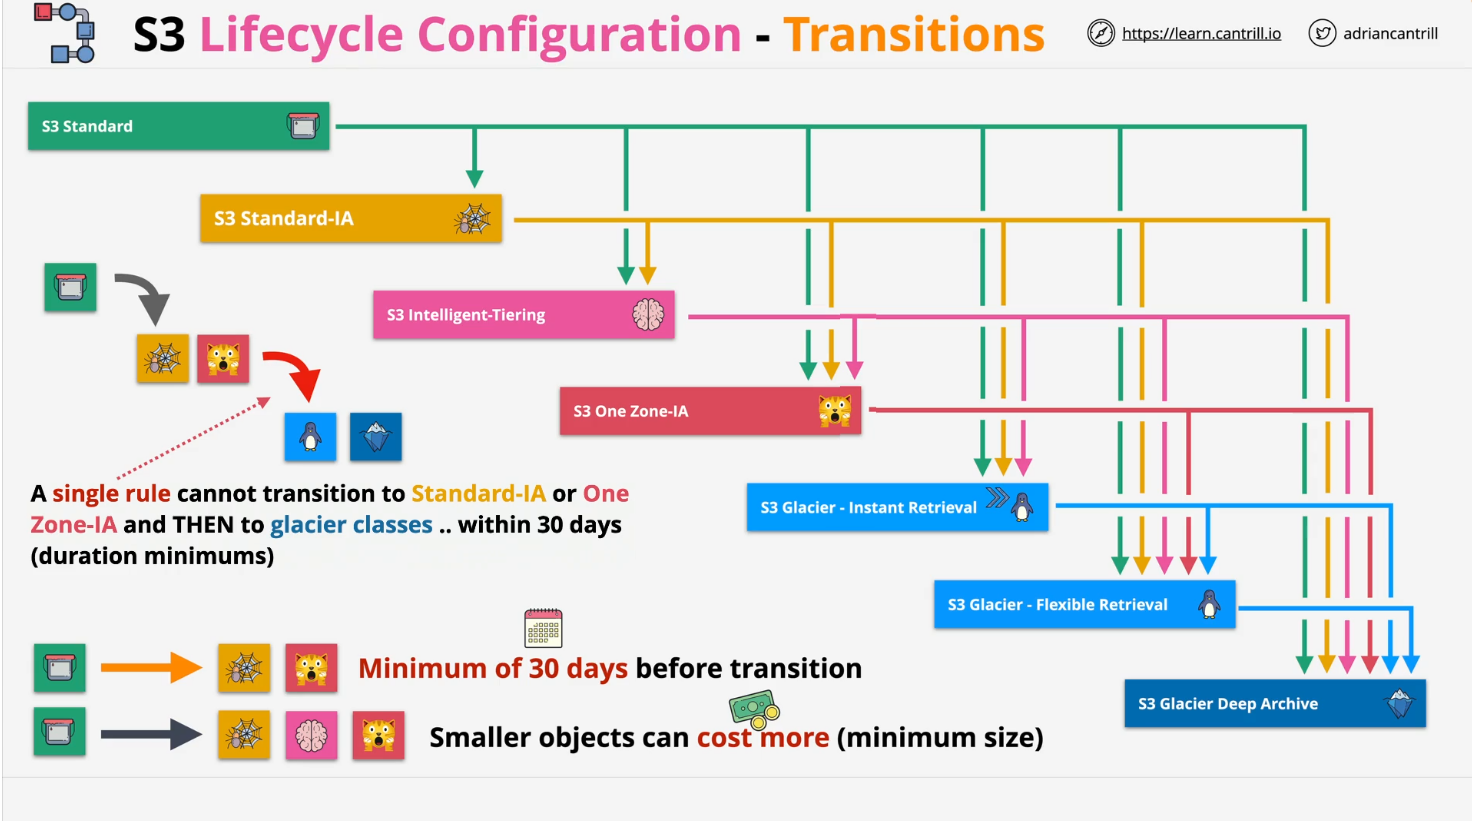 S3 Lifecycle Configuration - Transitions
https://learn.cantrill.io
adriancantrill
S3 Standard
S3 Standard-IA
S3 Intelligent-Tiering
S3 One Zone-IA
S3 Glacier - Instant Retrieval
S3 Glacier - Flexible Retrieval
S3 Glacier Deep Archive
A single rule cannot transition to Standard-IA or One
Zone-IA and THEN to glacier classes .. within 30 days
(duration minimums)
Minimum of 30 days before transition
Smaller objects can cost more (minimum size)